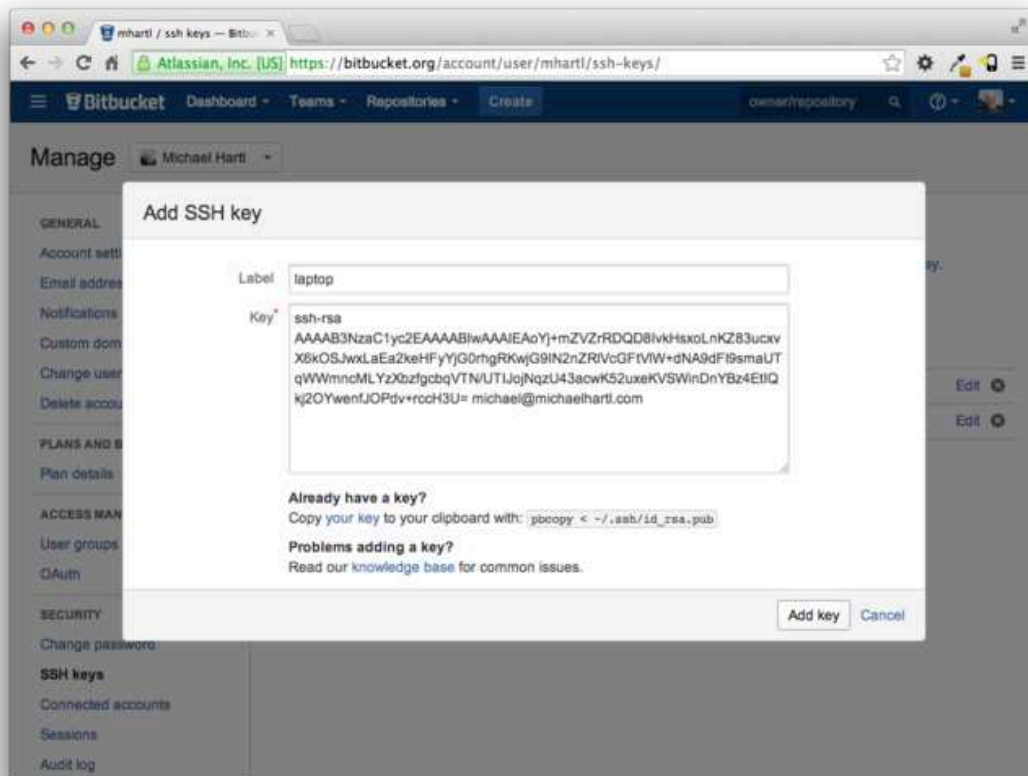 mhartl / ssh keys — Bitbu
Atlassian, Inc. [US] https://bitbucket.org/account/user/mhartl/ssh-keys/
Bitbucket Dashboard Teams Repositories Create owner/repository
Manage Michael Hartl
Add SSH key
GENERAL
Account setti
Email addres
Notifications
Custom dom
Change user
Delete accou
PLANS AND B
Plan details
ACCESS MAN
User groups
OAuth
SECURITY
Change password
SSH keys
Connected accounts
Sessions
Audit log
Label laptop
Key*
ssh-rsa
AAAAB3NzaC1yc2EAAAABIwAAAIEAoYj+mZVZrRDQD8IvkHsxoLnKZ83ucxv
X6kOSJwxLaEa2keHFyYjG0rhgRKwjG9IN2nZRIVcGFtVIW+dNA9dFI9smaUT
qWWmncMLYzXbzfgcbqVTN/UTIJojNqzU43acwK52uxeKVSWinDnYBz4EtIQ
kj2OYwenfJOPdv+rccH3U= michael@michaelhartl.com
Already have a key?
Copy your key to your clipboard with: pbcopy < ~/.ssh/id_rsa.pub
Problems adding a key?
Read our knowledge base for common issues.
Add key Cancel
ey.
Edit
Edit